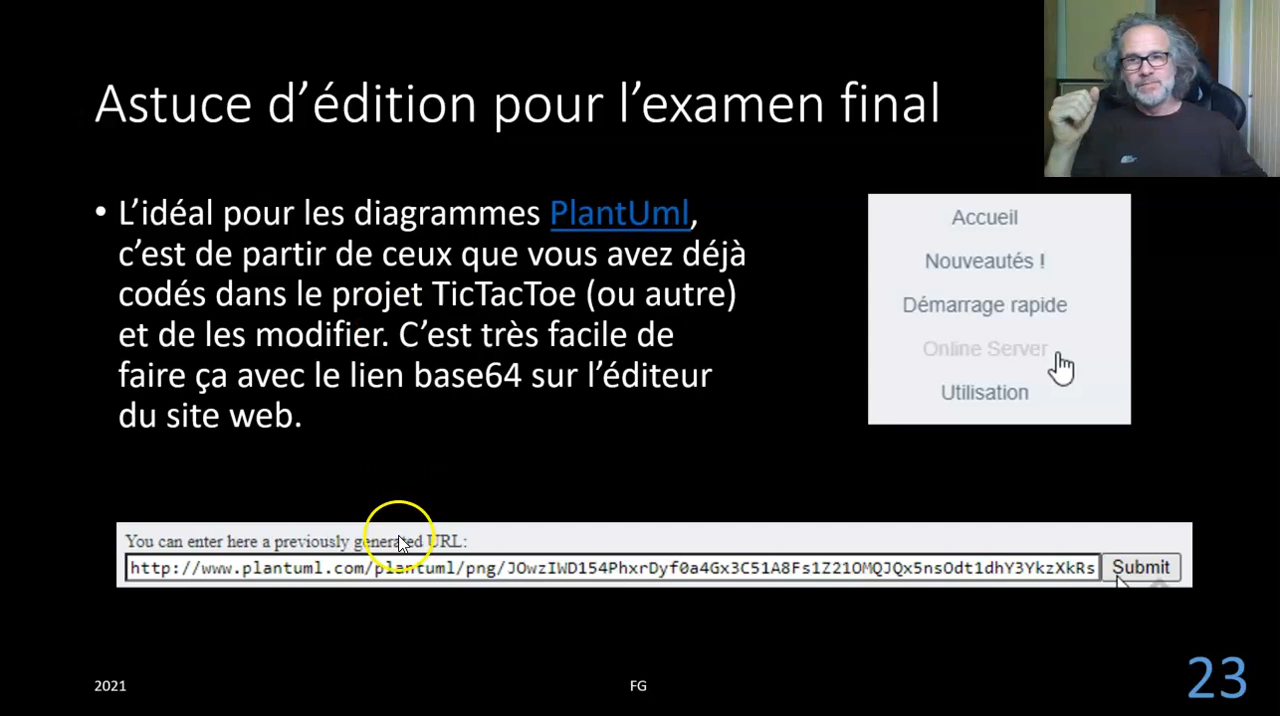 Astuce d’édition pour l’examen final
• L’idéal pour les diagrammes PlantUml,
c’est de partir de ceux que vous avez déjà
codés dans le projet TicTacToe (ou autre)
et de les modifier. C’est très facile de
faire ça avec le lien base64 sur l’éditeur
du site web.
Accueil
Nouveautés !
Démarrage rapide
Online Server
Utilisation
You can enter here a previously generated URL:
http://www.plantuml.com/plantuml/png/JOwzIWD154PhxrDyf0a4Gx3C51A8Fs1Z21OMQJQx5nsOdt1dhY3YkzXkRs Submit
2021
FG
23